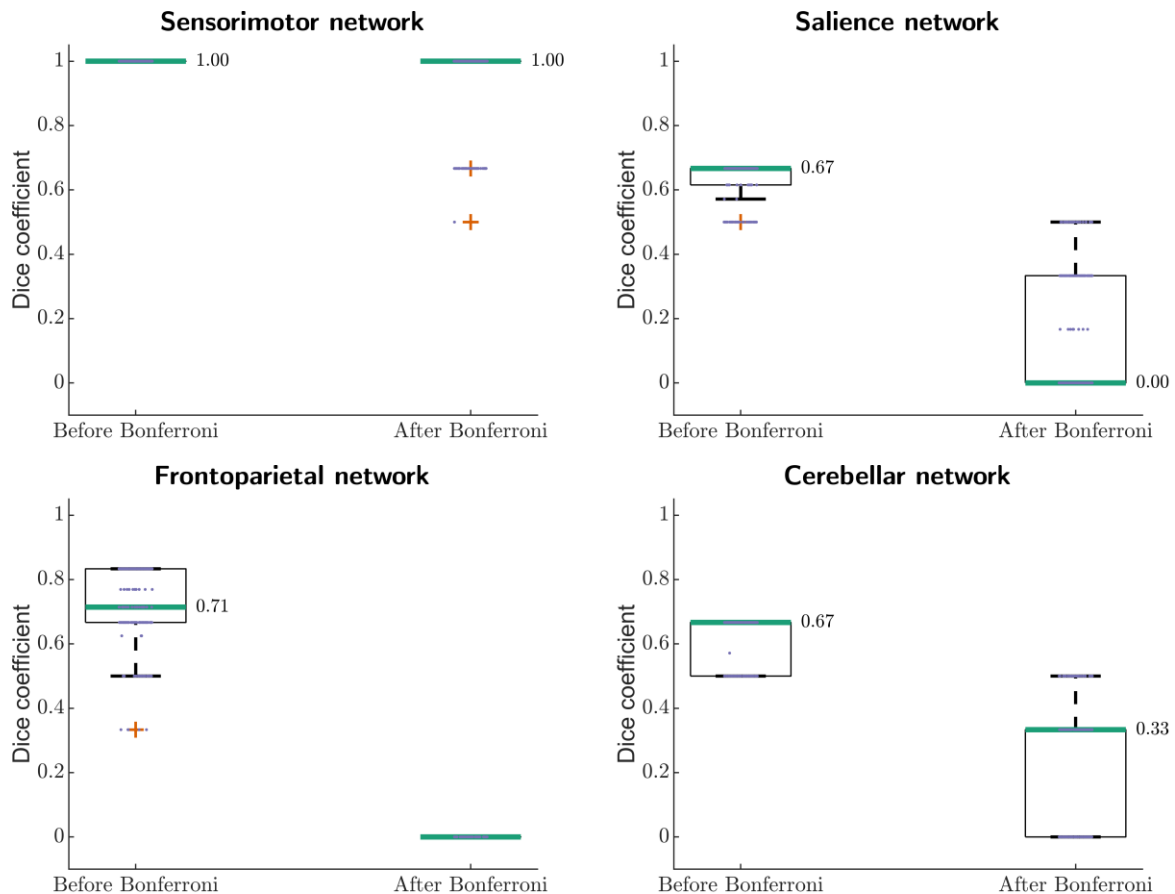 Sensorimotor network
Dice coefficient
1
0.8
0.6
0.4
0.2
0
1.00
1.00
Before Bonferroni
After Bonferroni
Salience network
Dice coefficient
1
0.8
0.6
0.4
0.2
0
0.67
0.00
Before Bonferroni
After Bonferroni
Frontoparietal network
Dice coefficient
1
0.8
0.6
0.4
0.2
0
0.71
Before Bonferroni
After Bonferroni
Cerebellar network
Dice coefficient
1
0.8
0.6
0.4
0.2
0
0.67
0.33
Before Bonferroni
After Bonferroni